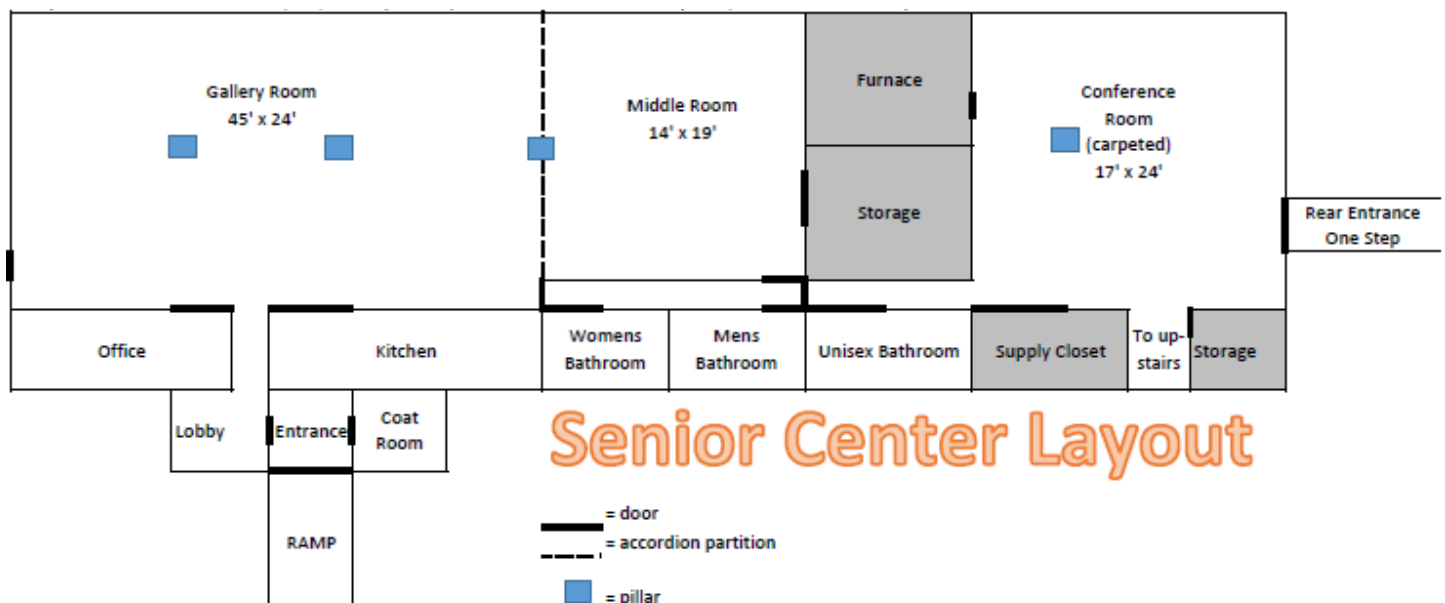 Gallery Room
45' x 24'
Middle Room
14' x 19'
Furnace
Storage
Conference
Room
(carpeted)
17' x 24'
Rear Entrance
One Step
Office
Kitchen
Womens
Bathroom
Mens
Bathroom
Unisex Bathroom
Supply Closet
To up-
stairs
Storage
Lobby
Entrance
Coat
Room
RAMP
Senior Center Layout
= door
= accordion partition
= pillar